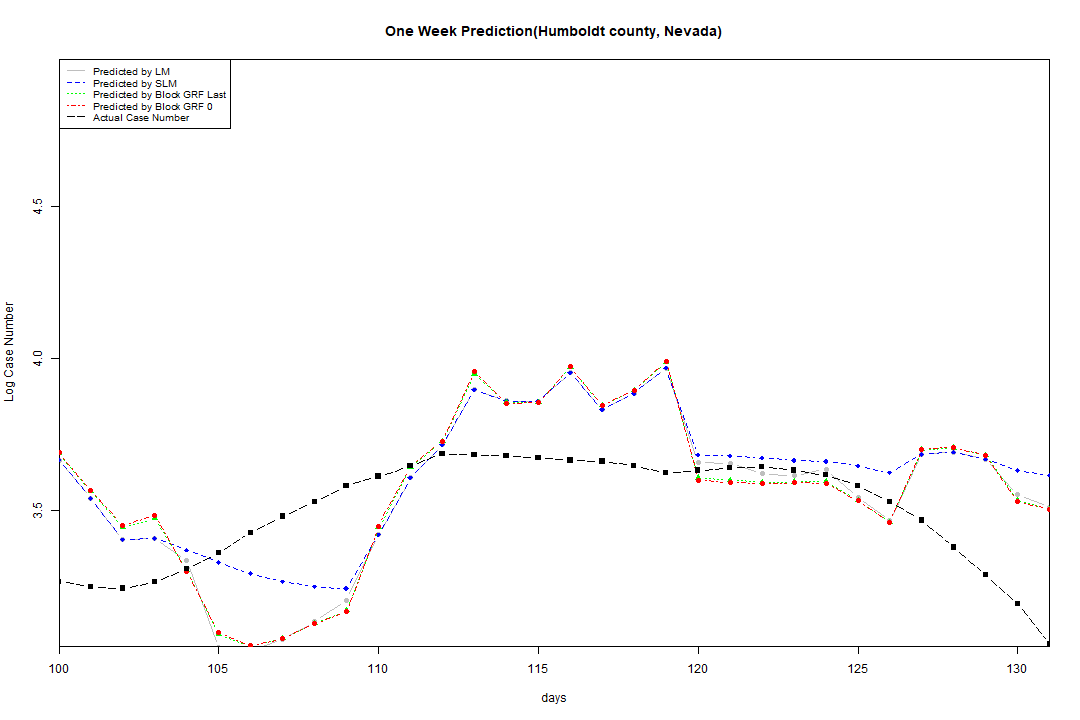 One Week Prediction(Humboldt county, Nevada)
Predicted by LM
Predicted by SLM
Predicted by Block GRF Last
Predicted by Block GRF 0
Actual Case Number
4.5
4.0
3.5
Log Case Number
100 105 110 115 120 125 130
days